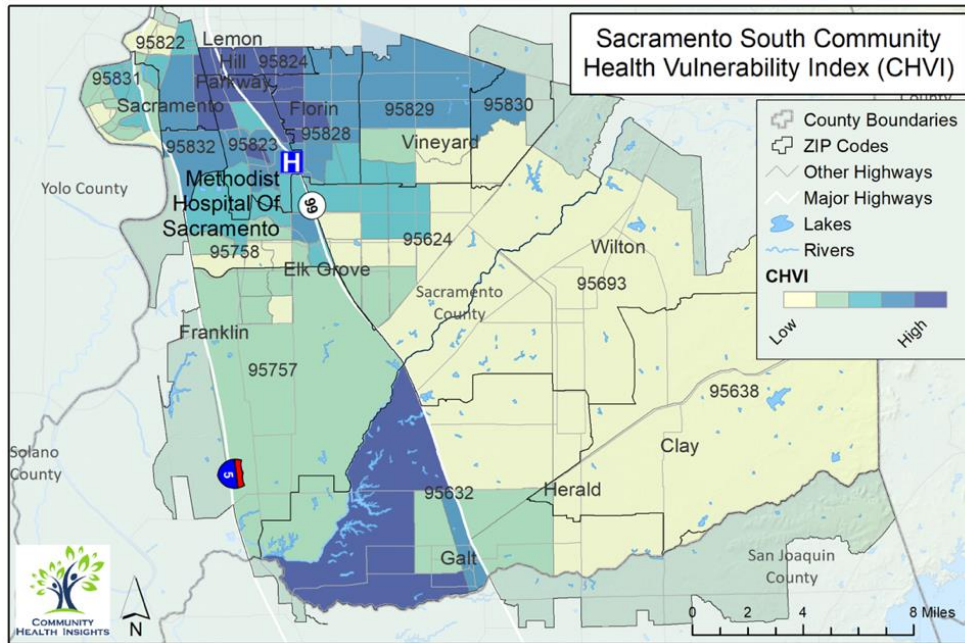 Sacramento South Community
Health Vulnerability Index (CHVI)
County Boundaries
ZIP Codes
Other Highways
Major Highways
Lakes
Rivers
CHVI
Low
High
95822
Lemon
Hill
Parkway
95824
95831
Sacramento
Florin
95829
95830
95832
95823
95828
Vineyard
H
Yolo County
Methodist
Hospital Of
Sacramento
99
95624
Wilton
95758
Elk Grove
Sacramento
County
95693
Franklin
95757
95638
Clay
Solano
County
5
95632
Herald
Galt
San Joaquin
County
COMMUNITY
HEALTH INSIGHTS
N
0 2 4 8 Miles